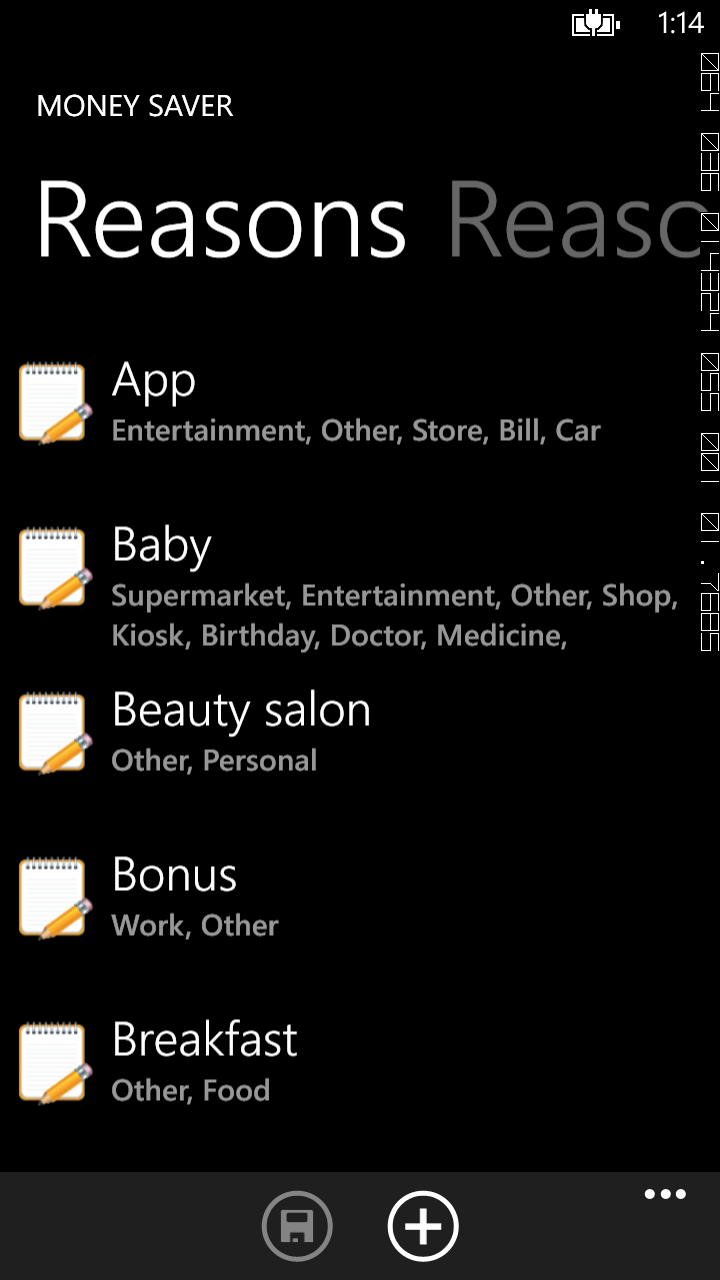 1:14
MONEY SAVER
Reasons Reaso
App
Entertainment, Other, Store, Bill, Car
Baby
Supermarket, Entertainment, Other, Shop,
Kiosk, Birthday, Doctor, Medicine,
Beauty salon
Other, Personal
Bonus
Work, Other
Breakfast
Other, Food